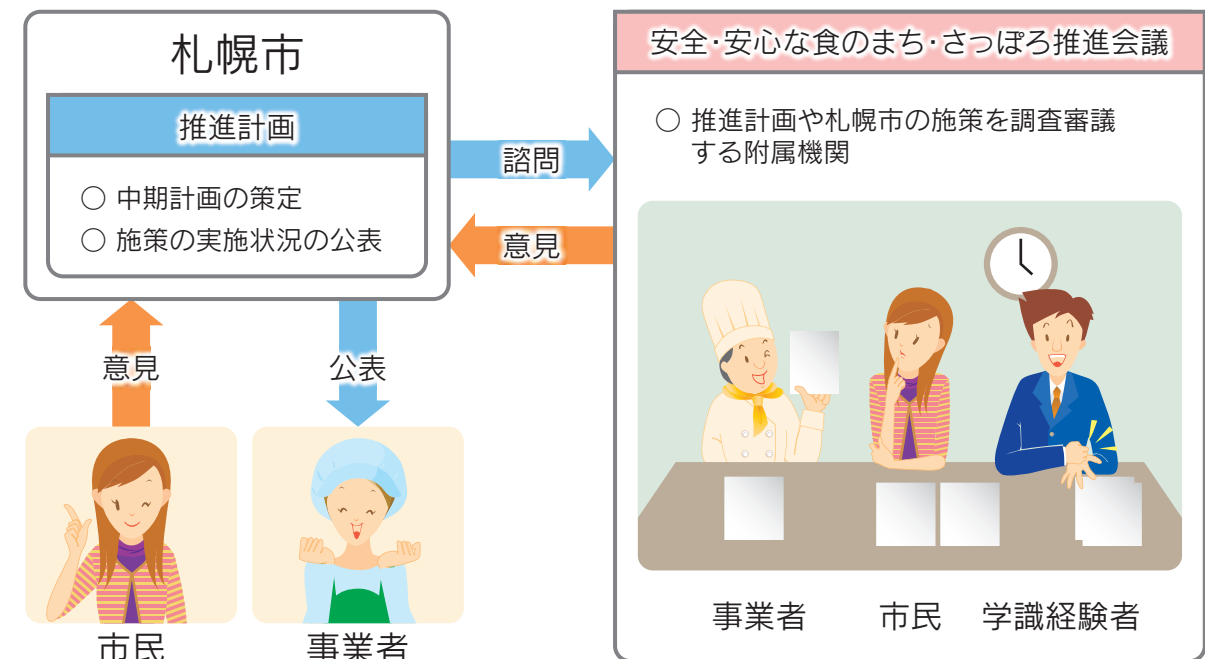 札幌市
推進計画
○ 中期計画の策定
○ 施策の実施状況の公表
諮問
意見
安全・安心な食のまち・さっぽろ推進会議
○ 推進計画や札幌市の施策を調査審議
する附属機関
意見
公表
市民
事業者
事業者
市民
学識経験者